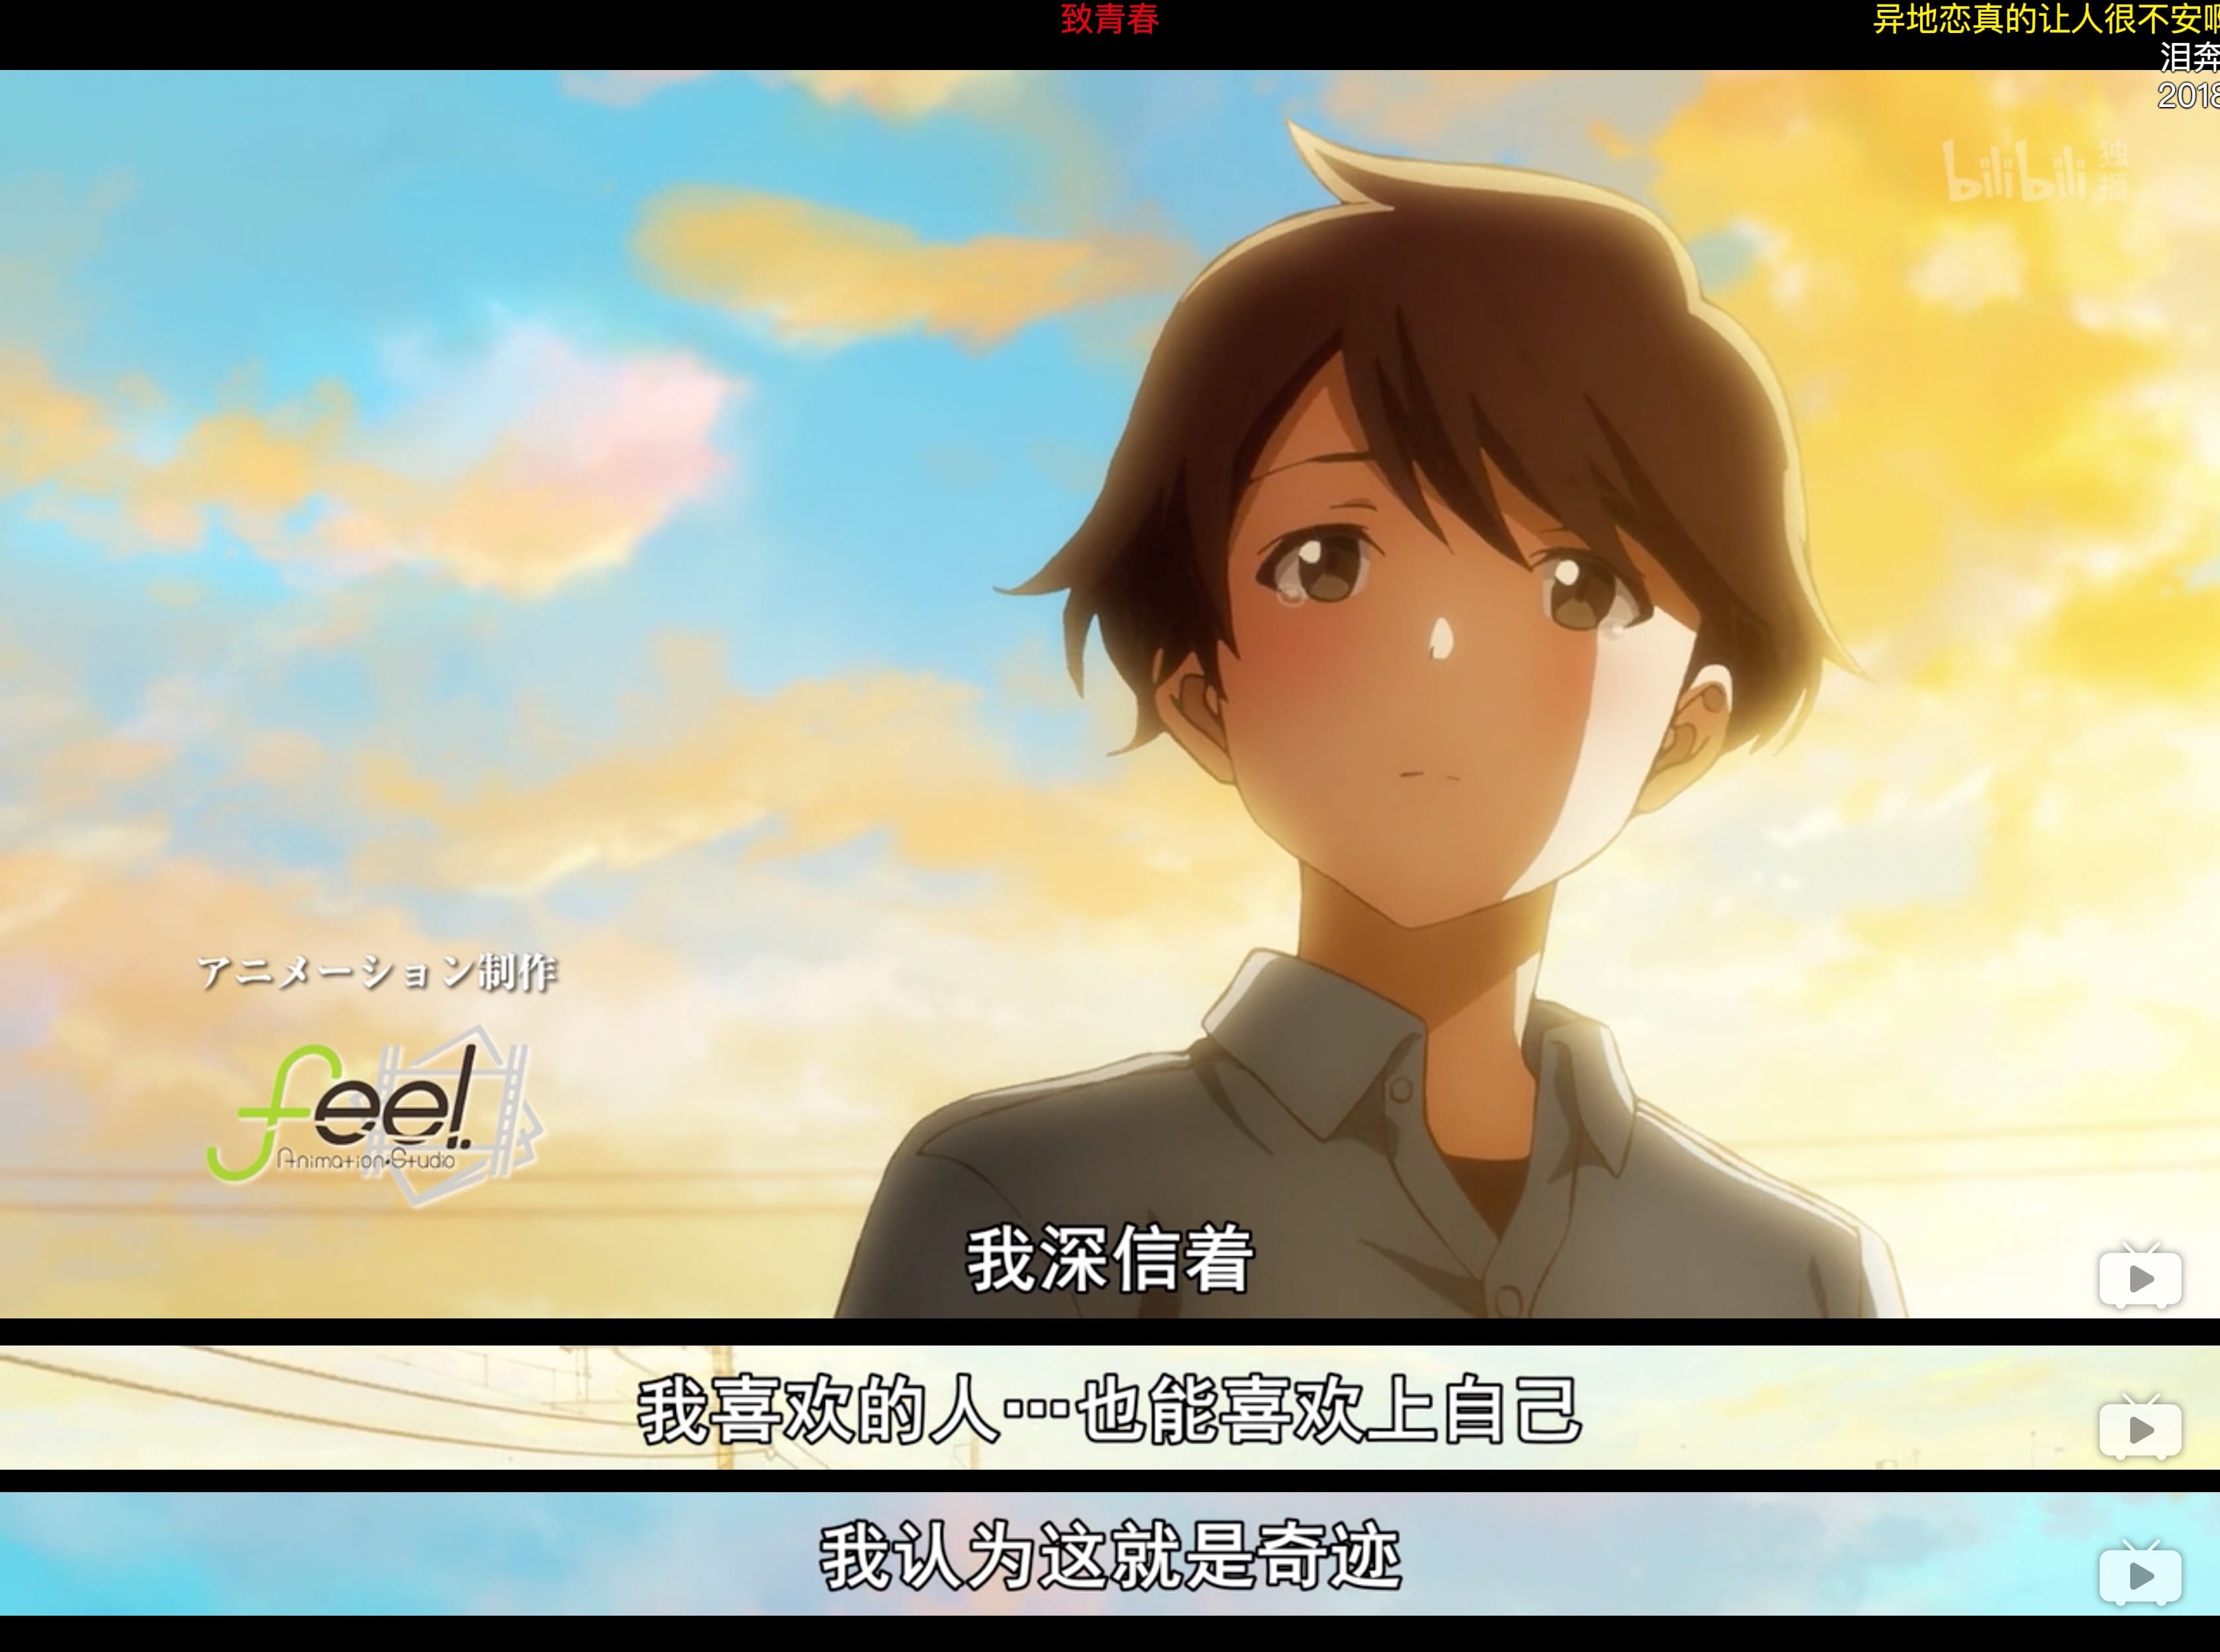 致青春
异地恋真的让人很不安
泪奔
2018
bilibili 独播
アニメーション制作
feel.
Animation Studio
我深信着
我喜欢的人…也能喜欢上自己
我认为这就是奇迹